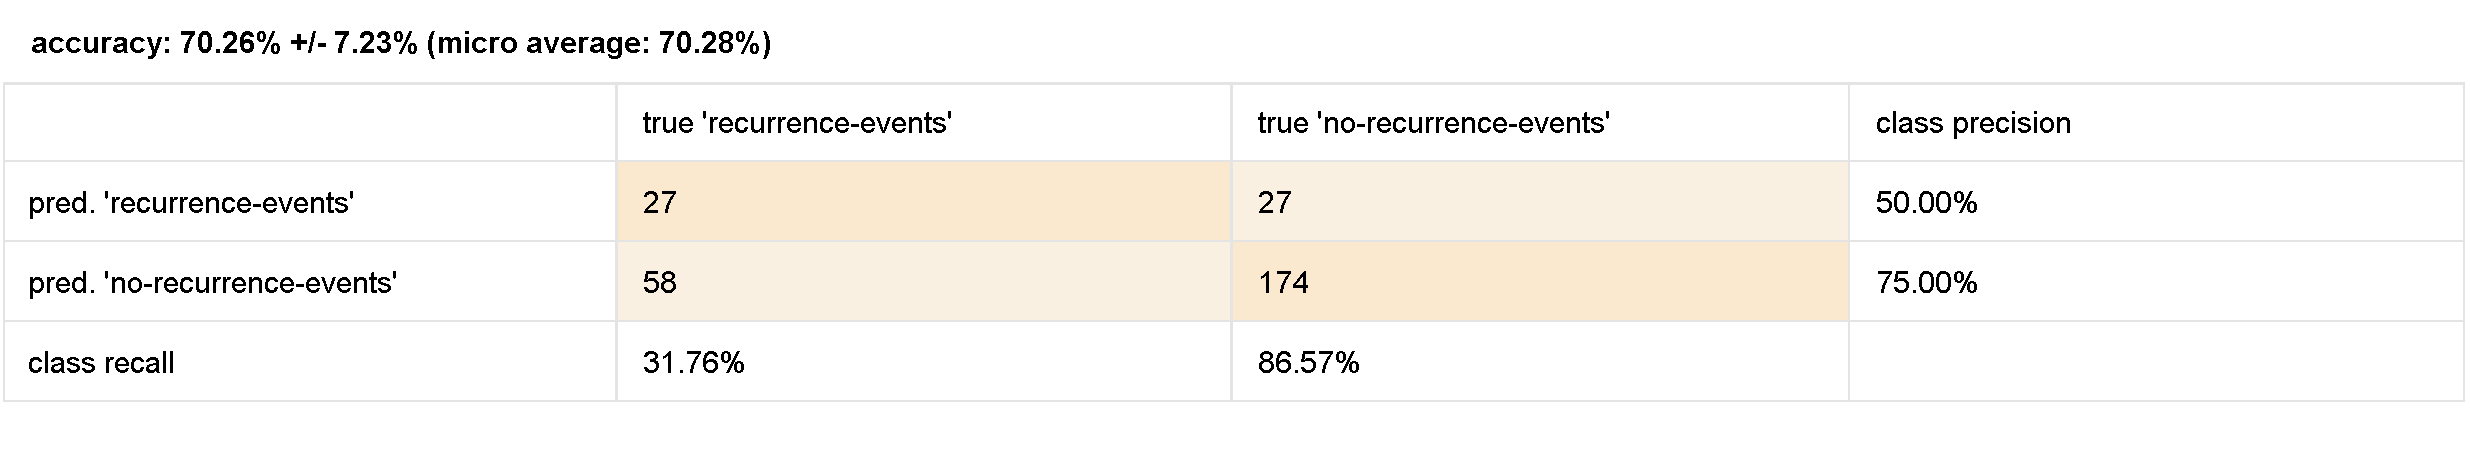 accuracy: 70.26% +/- 7.23% (micro average: 70.28%)
true 'recurrence-events' true 'no-recurrence-events' class precision
pred. 'recurrence-events' 27 27 50.00%
pred. 'no-recurrence-events' 58 174 75.00%
class recall 31.76% 86.57%